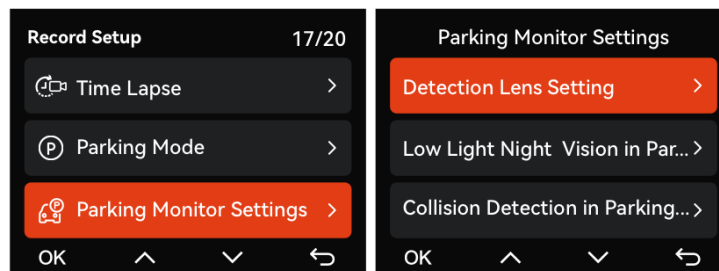 Record Setup 17/20
Time Lapse
Parking Mode
Parking Monitor Settings
OK
Parking Monitor Settings
Detection Lens Setting
Low Light Night Vision in Par...
Collision Detection in Parking...
OK